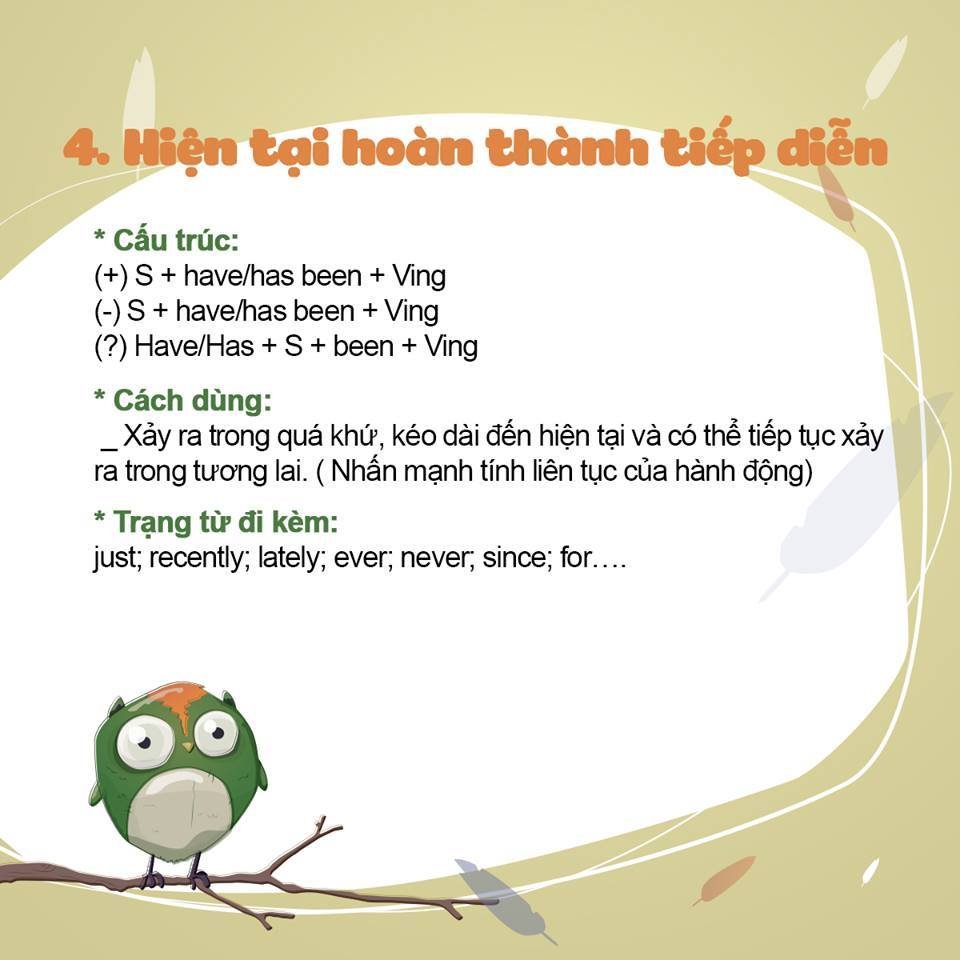 4. Hiện tại hoàn thành tiếp diễn
* Cấu trúc:
(+) S + have/has been + Ving
(-) S + have/has been + Ving
(?) Have/Has + S + been + Ving
* Cách dùng:
_ Xảy ra trong quá khứ, kéo dài đến hiện tại và có thể tiếp tục xảy
ra trong tương lai. ( Nhấn mạnh tính liên tục của hành động)
* Trạng từ đi kèm:
just; recently; lately; ever; never; since; for….